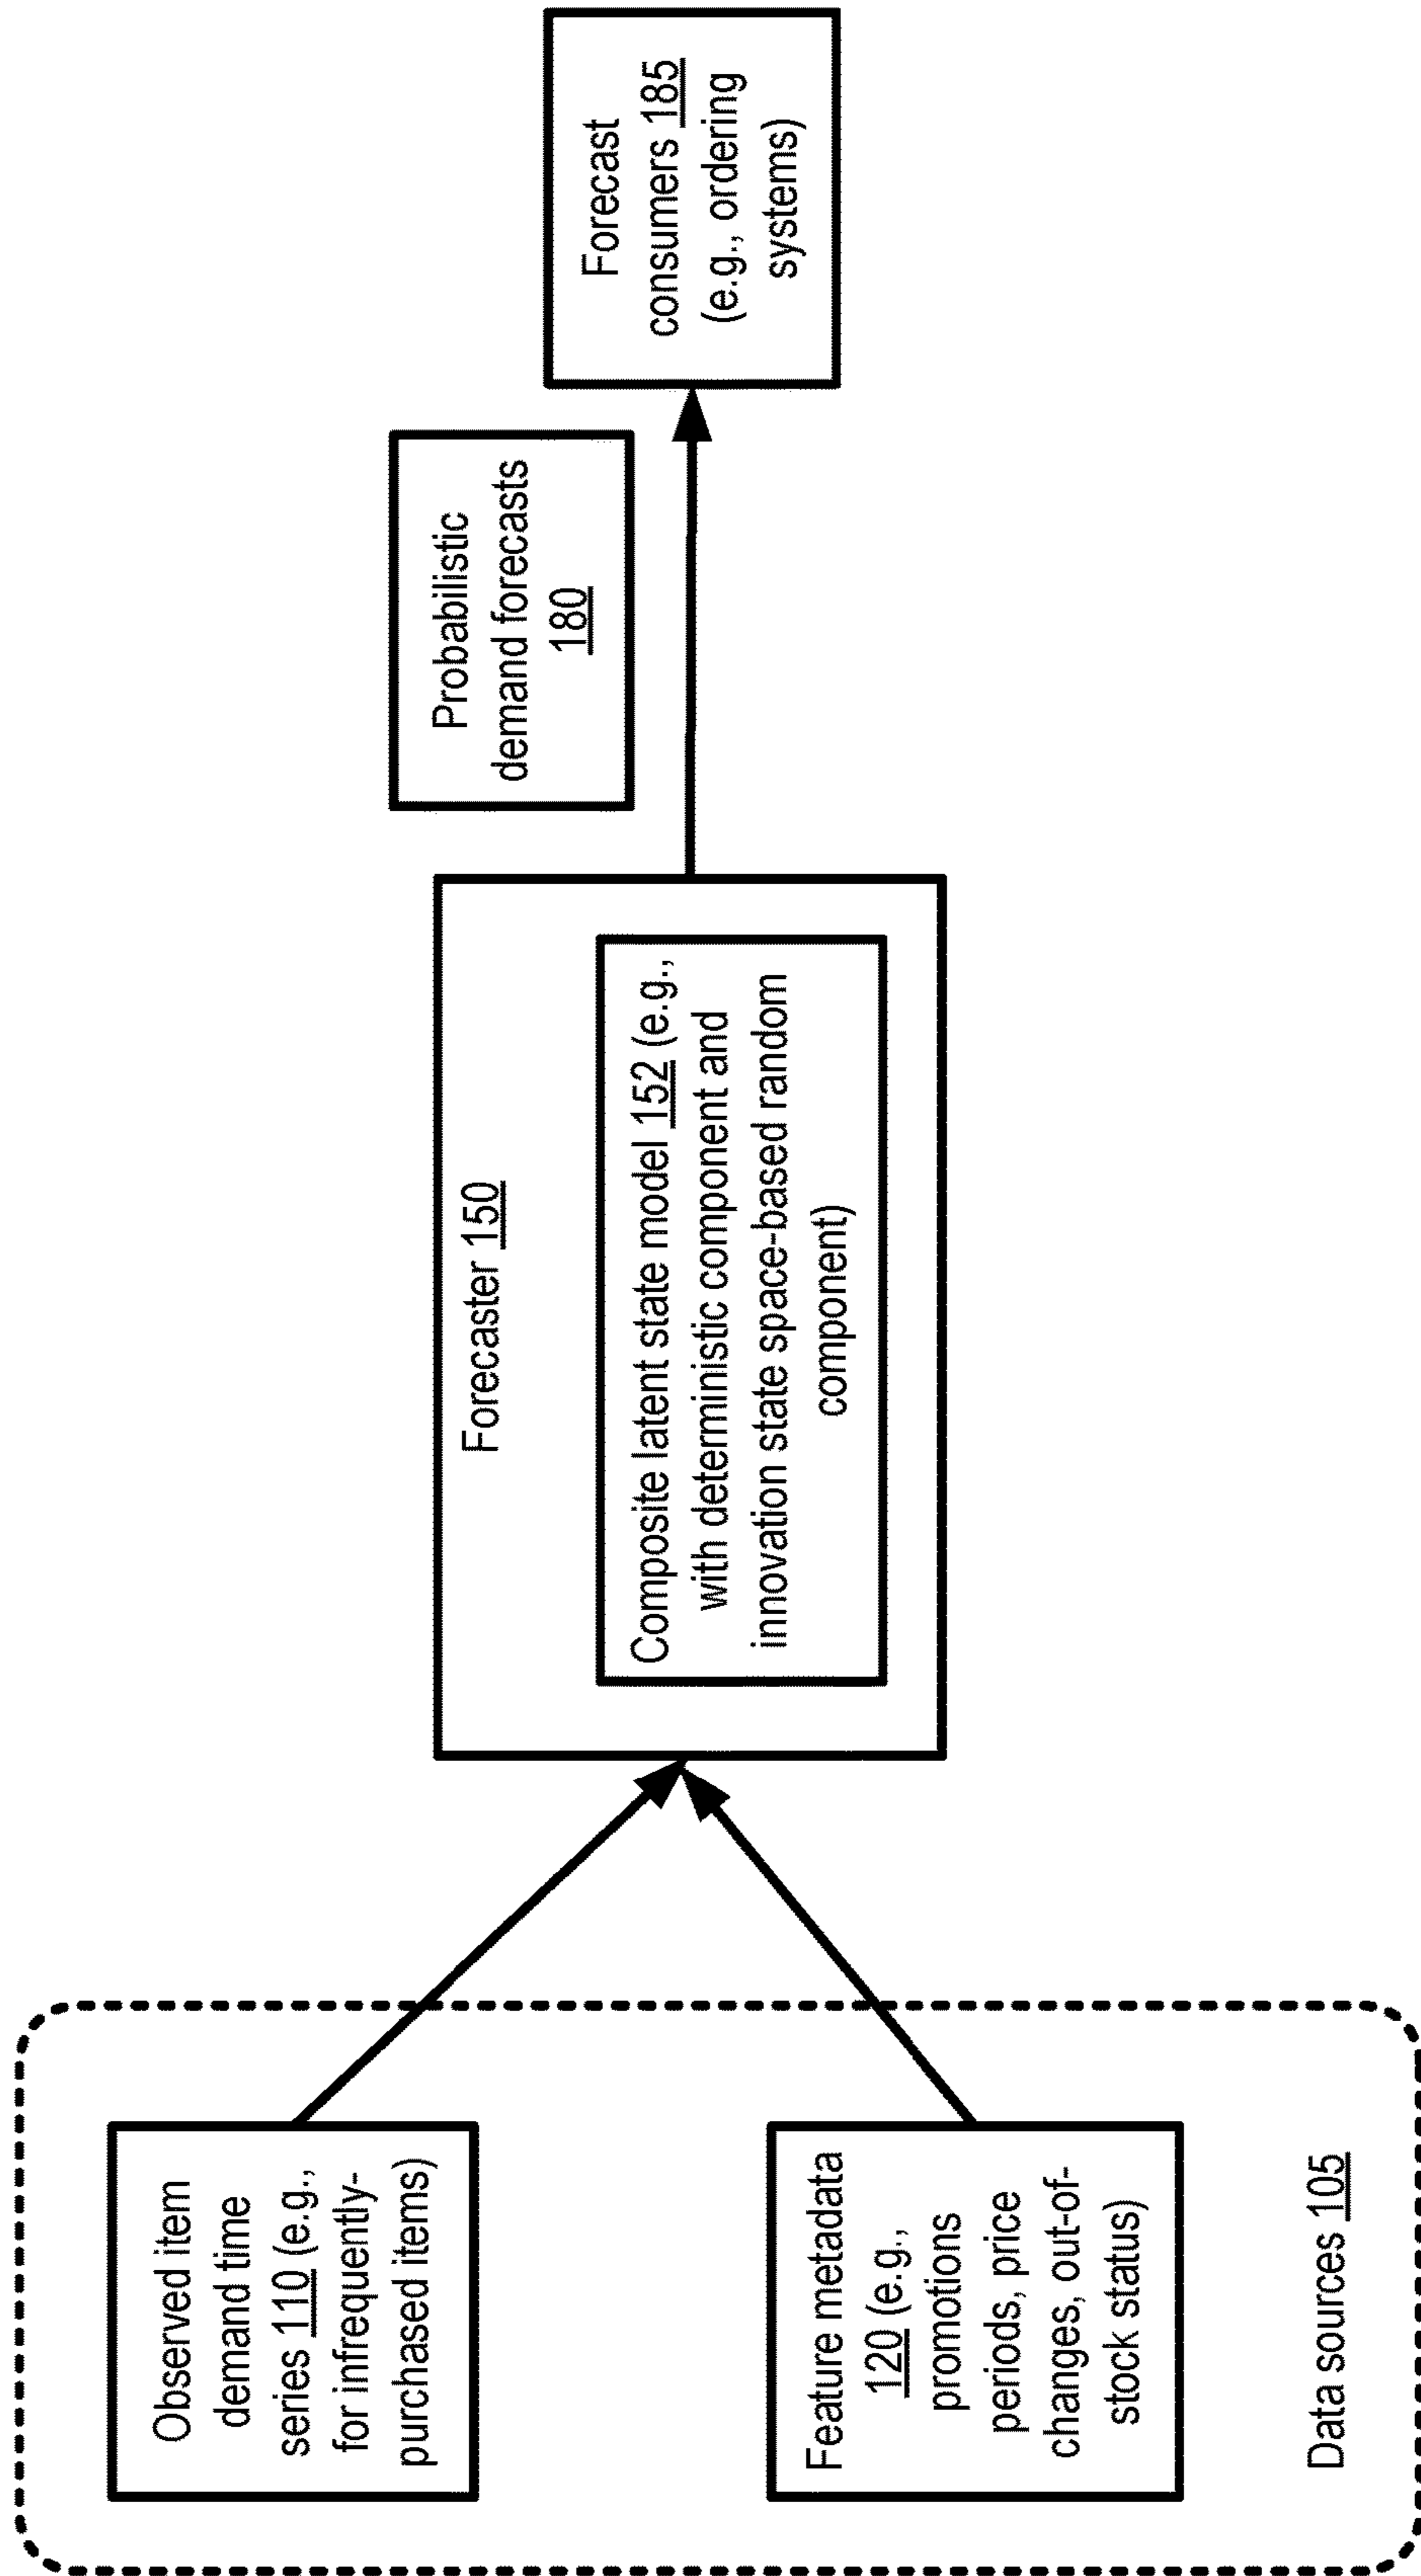 Observed item
demand time
series 110 (e.g.,
for infrequently-
purchased items)
Feature metadata
120 (e.g.,
promotions
periods, price
changes, out-of-
stock status)
Data sources 105
Forecaster 150
Composite latent state model 152 (e.g.,
with deterministic component and
innovation state space-based random
component)
Probabilistic
demand forecasts
180
Forecast
consumers 185
(e.g., ordering
systems)